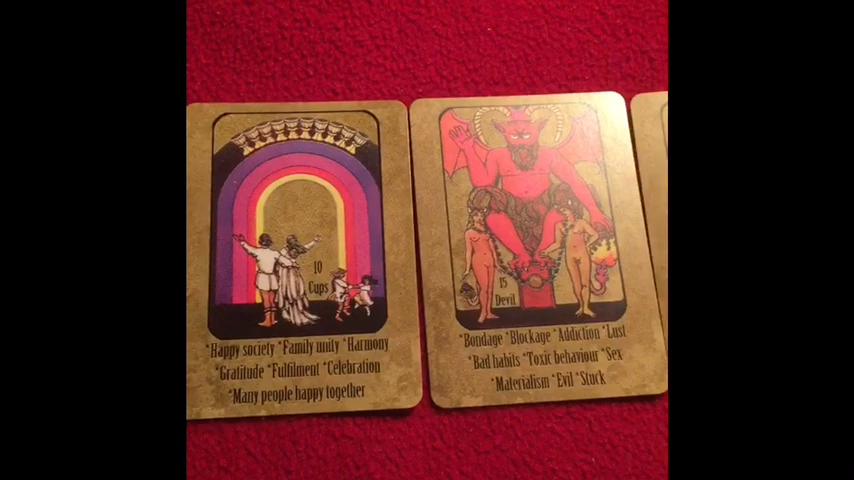 10
Cups
*Happy society *Family unity *Harmony
*Gratitude *Fulfilment *Celebration
*Many people happy together
15
Devil
*Bondage *Blockage *Addiction *Lust
*Bad habits *Toxic behaviour *Sex
*Materialism *Evil *Stuck